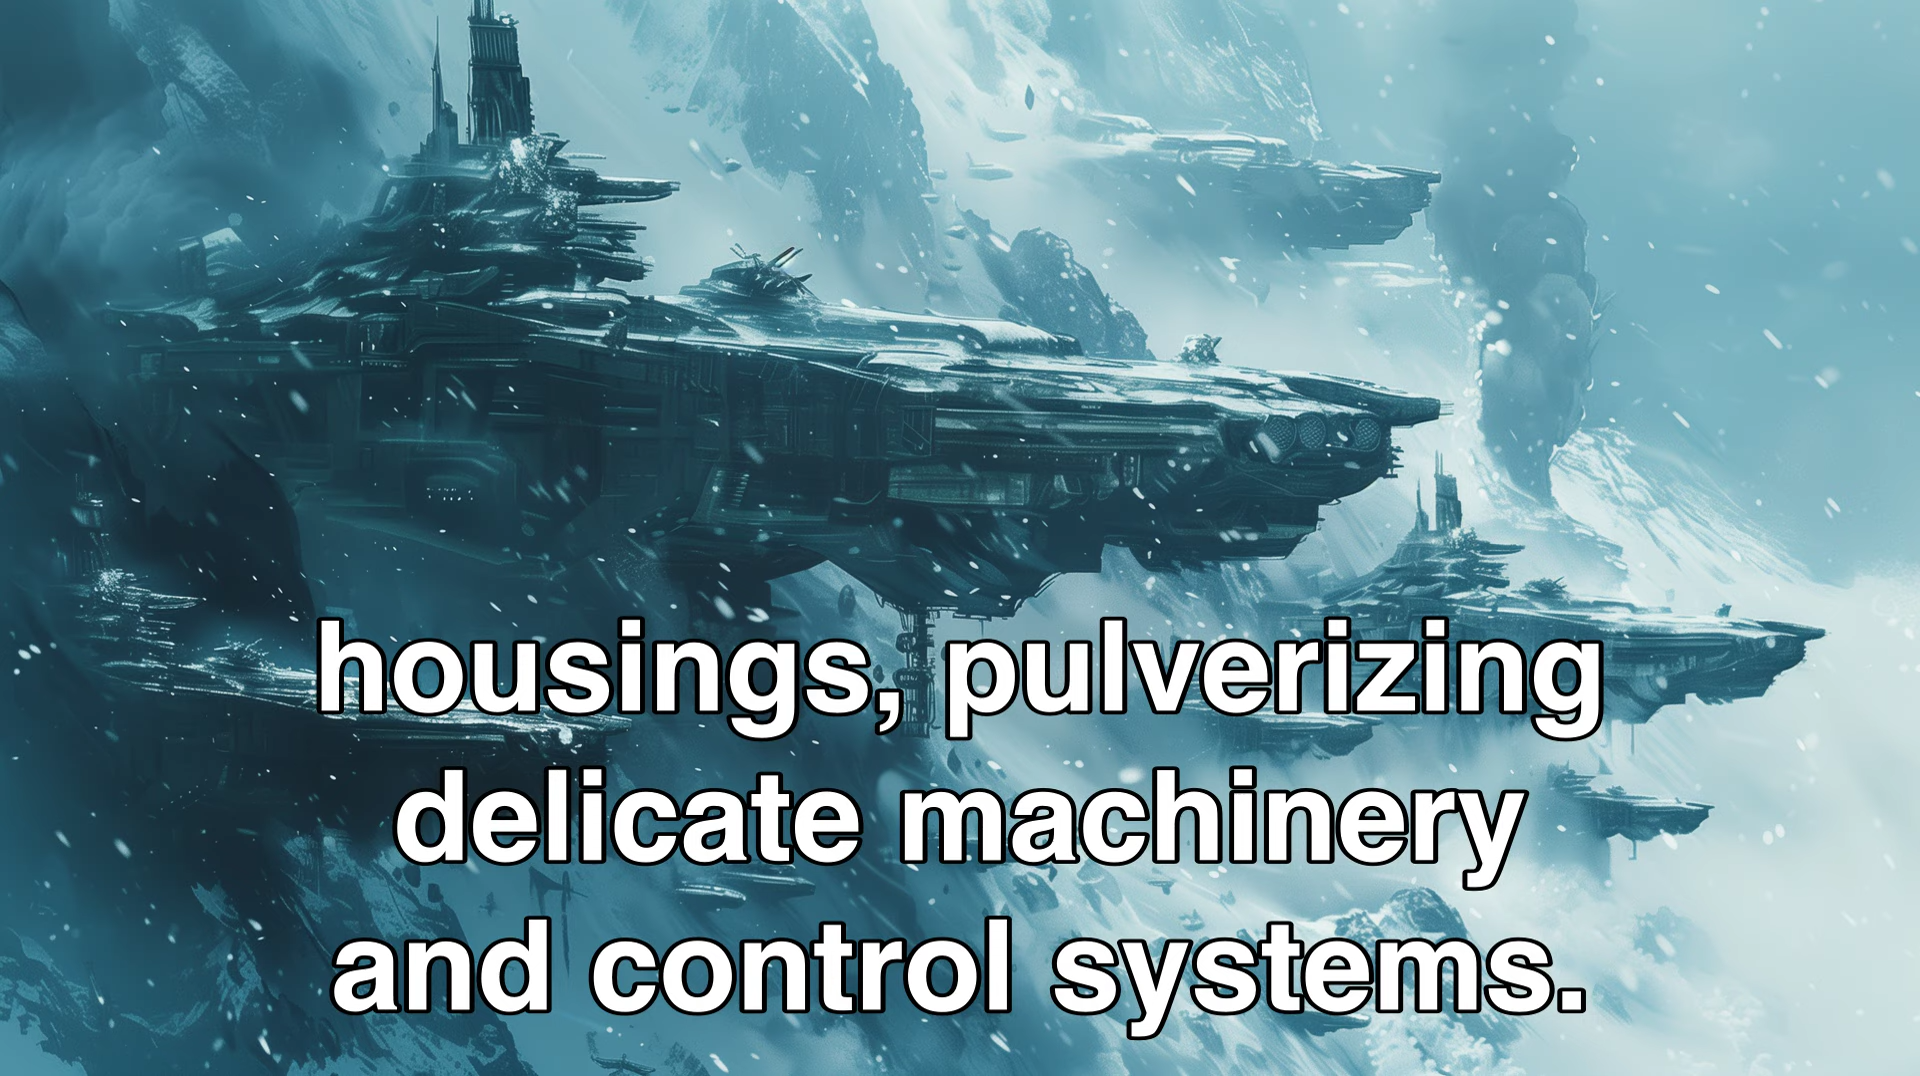 housings, pulverizing
delicate machinery
and control systems.